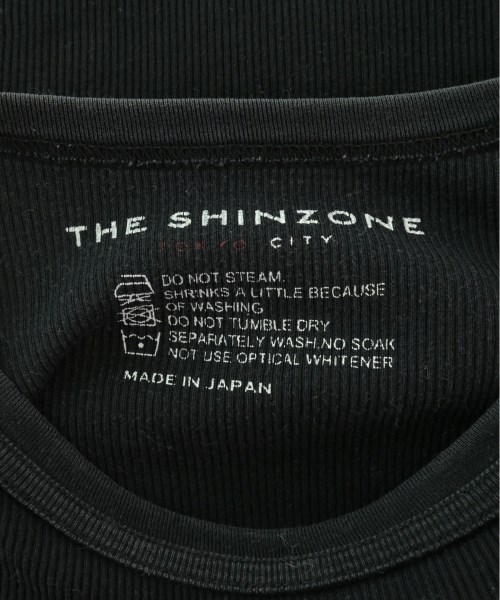 THE SHINZONE
TOKYO CITY
DO NOT STEAM.
SHRINKS A LITTLE BECAUSE
OF WASHING
DO NOT TUMBLE DRY
SEPARATELY WASH.NO SOAK
NOT USE OPTICAL WHITENER
MADE IN JAPAN